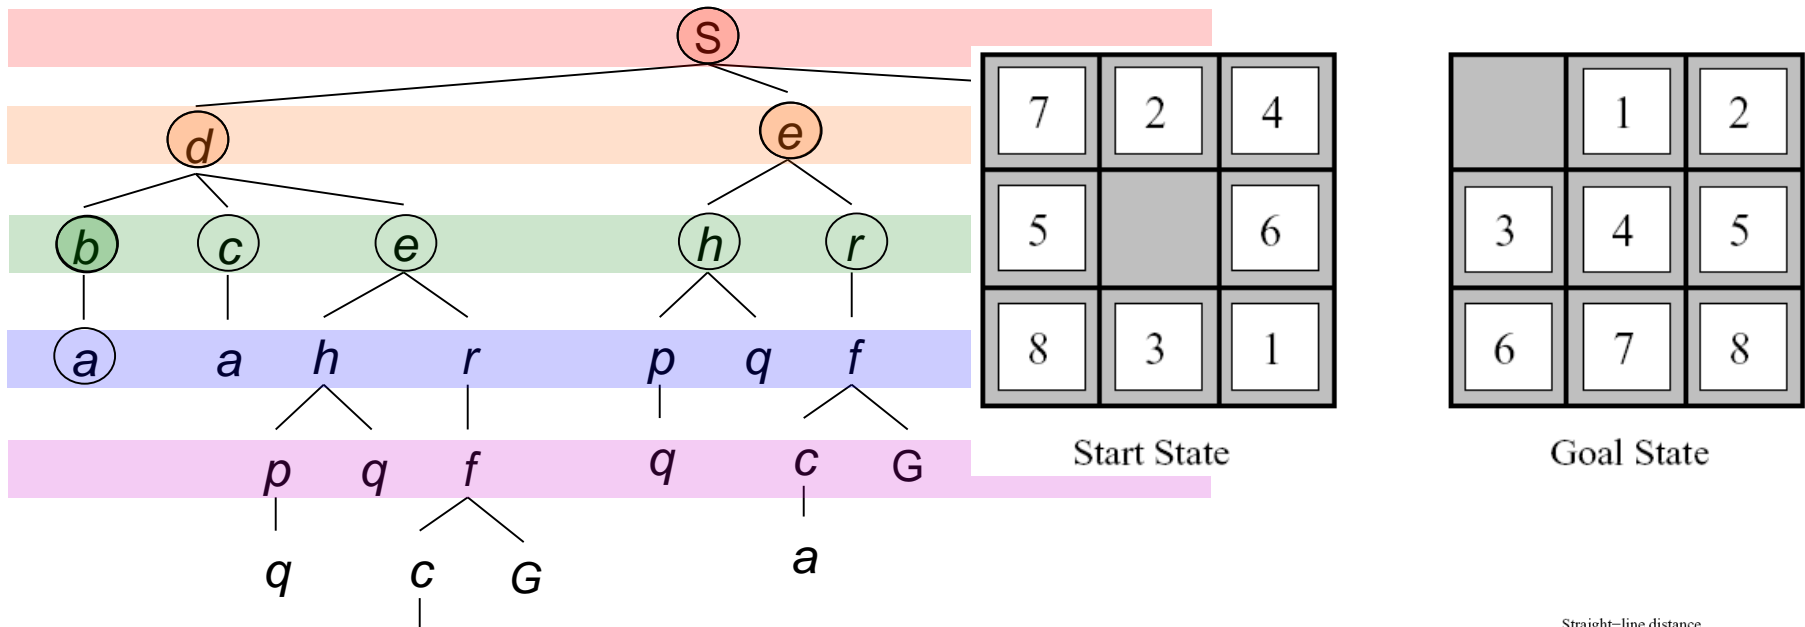 S
d e
b c e h r
a a h r p q f
p q f q c G
q c G a
7 2 4
5 6
8 3 1
Start State
1 2
3 4 5
6 7 8
Goal State
Straight-line distance